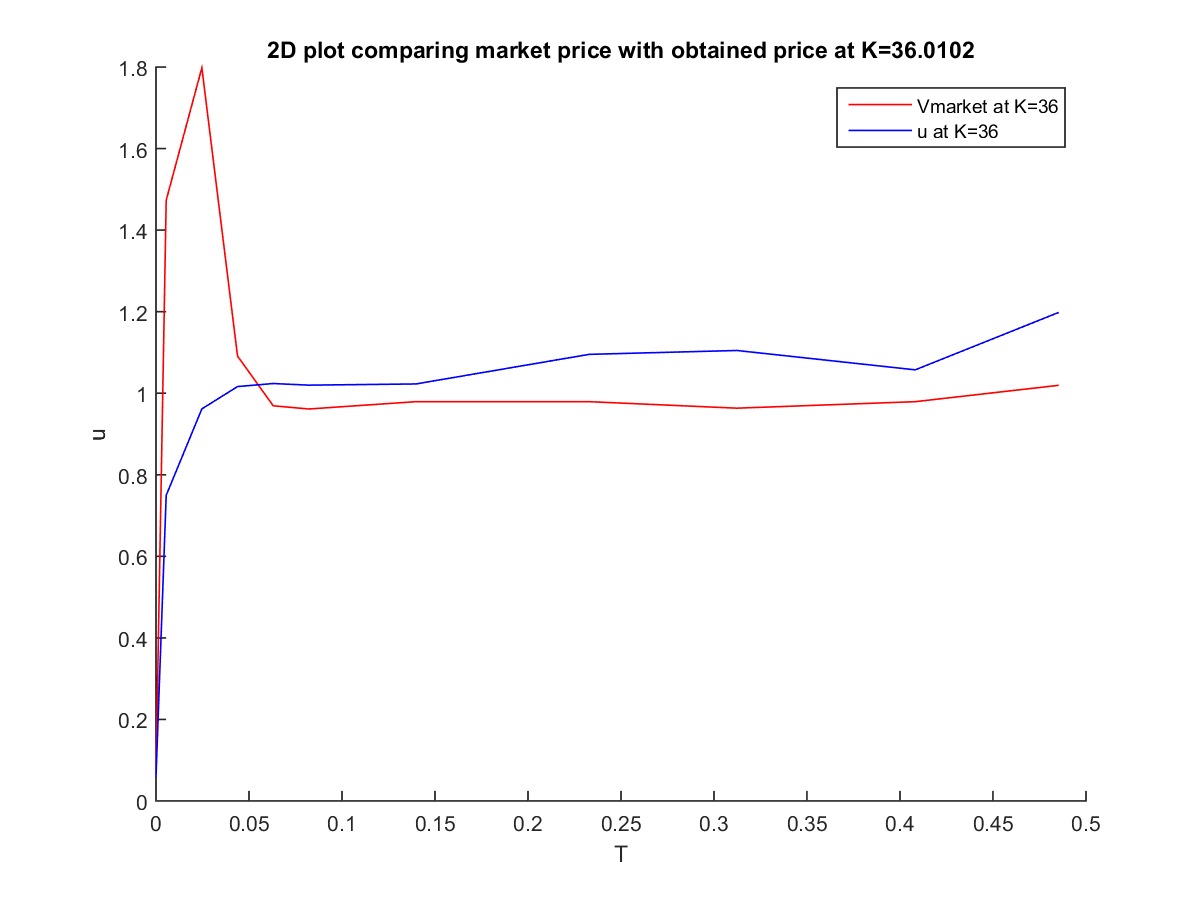 2D plot comparing market price with obtained price at K=36.0102
Vmarket at K=36
u at K=36
1.8
1.6
1.4
1.2
1
0.8
0.6
0.4
0.2
0
u
0 0.05 0.1 0.15 0.2 0.25 0.3 0.35 0.4 0.45 0.5
T